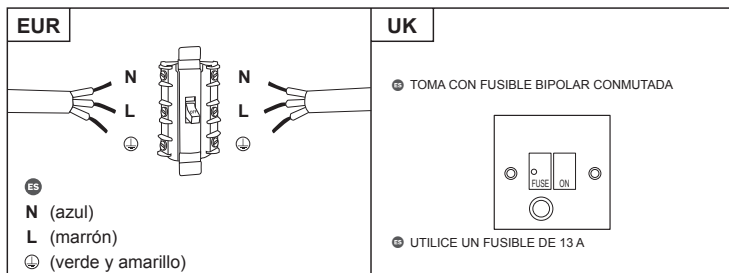 EUR
N N
L L
ES
N (azul)
L (marrón)
(verde y amarillo)
UK
ES TOMA CON FUSIBLE BIPOLAR CONMUTADA
FUSE ON
ES UTILICE UN FUSIBLE DE 13 A